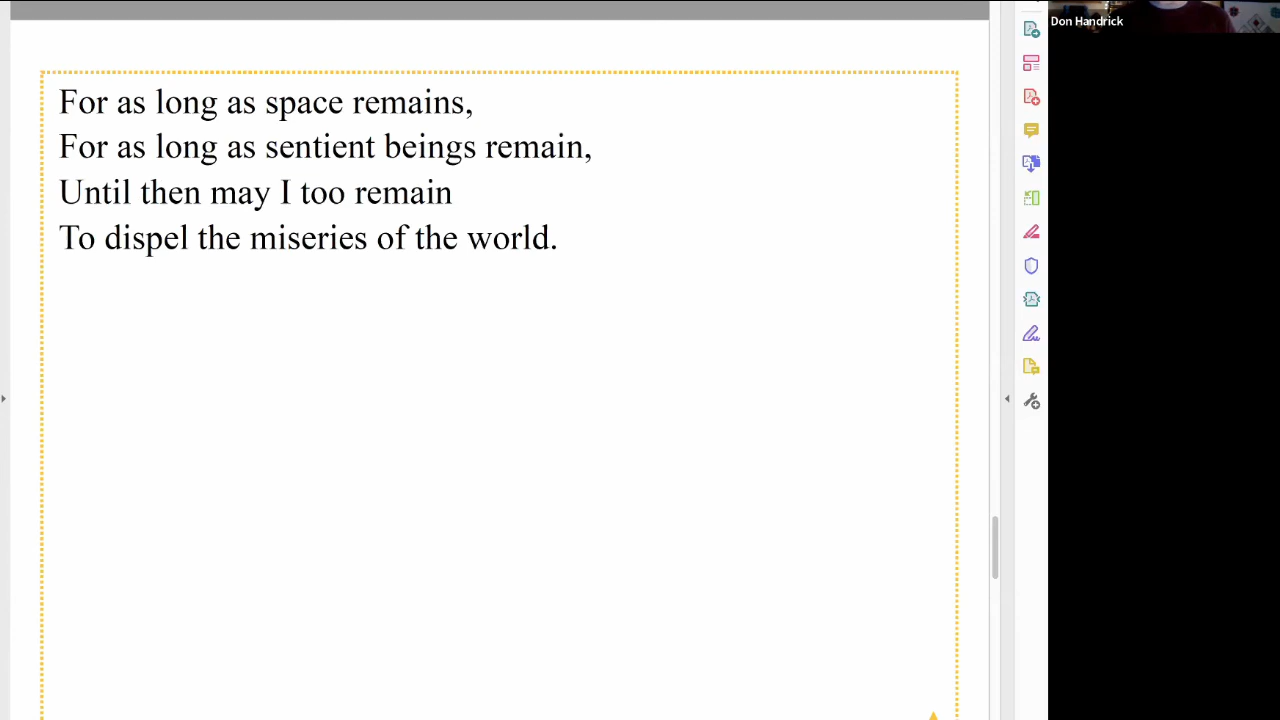 For as long as space remains,
For as long as sentient beings remain,
Until then may I too remain
To dispel the miseries of the world.
Don Handrick